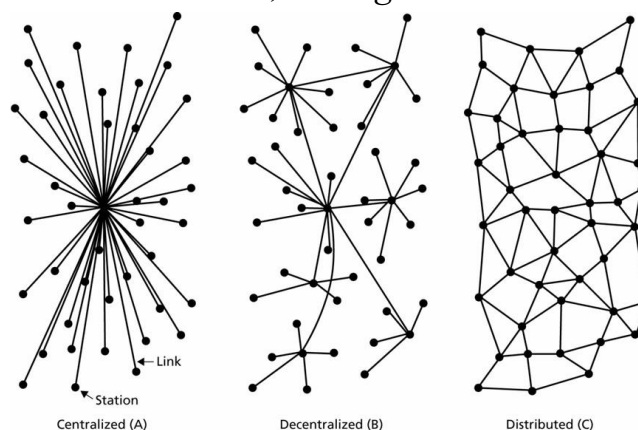 Link
Station
Centralized (A)
Decentralized (B)
Distributed (C)